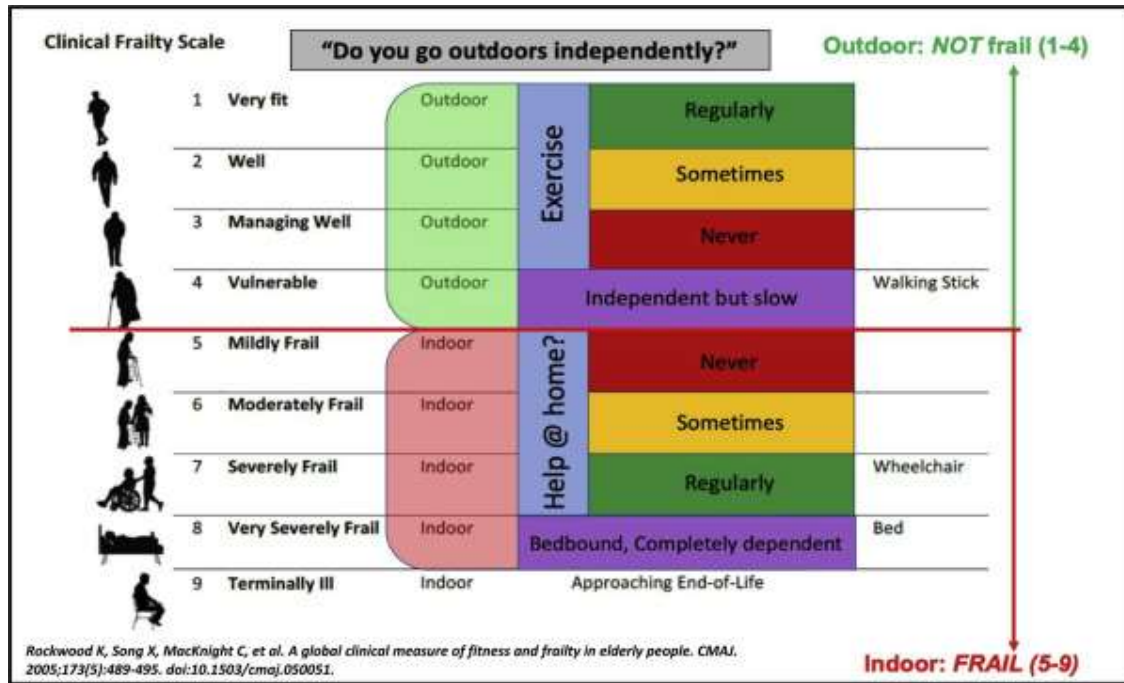 Clinical Frailty Scale
“Do you go outdoors independently?”
Outdoor: NOT frail (1-4)
1 Very fit Outdoor Regularly
2 Well Outdoor Sometimes
3 Managing Well Outdoor Never
Exercise
4 Vulnerable Outdoor Independent but slow Walking Stick
5 Mildly Frail Indoor Never
6 Moderately Frail Indoor Sometimes
7 Severely Frail Indoor Regularly Wheelchair
Help @ home?
8 Very Severely Frail Indoor Bedbound, Completely dependent Bed
9 Terminally Ill Indoor Approaching End-of-Life
Rockwood K, Song X, MacKnight C, et al. A global clinical measure of fitness and frailty in elderly people. CMAJ.
2005;173(5):489-495. doi:10.1503/cmaj.050051.
Indoor: FRAIL (5-9)